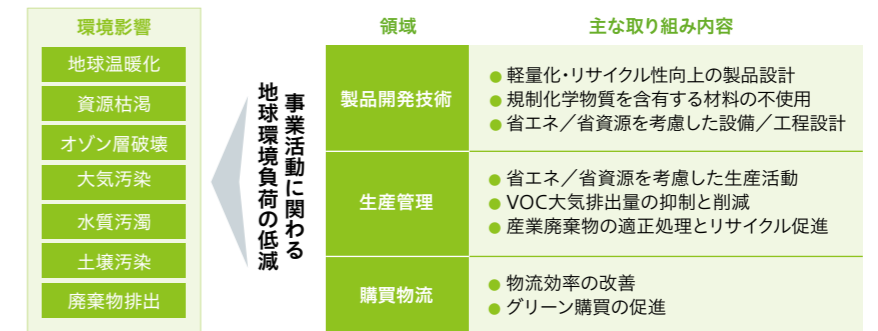 環境影響
地球温暖化
資源枯渇
オゾン層破壊
大気汚染
水質汚濁
土壌汚染
廃棄物排出
事業活動に関わる
地球環境負荷の低減
領域
主な取り組み内容
製品開発技術
● 軽量化・リサイクル性向上の製品設計
● 規制化学物質を含有する材料の不使用
● 省エネ／省資源を考慮した設備／工程設計
生産管理
● 省エネ／省資源を考慮した生産活動
● VOC大気排出量の抑制と削減
● 産業廃棄物の適正処理とリサイクル促進
購買物流
● 物流効率の改善
● グリーン購買の促進